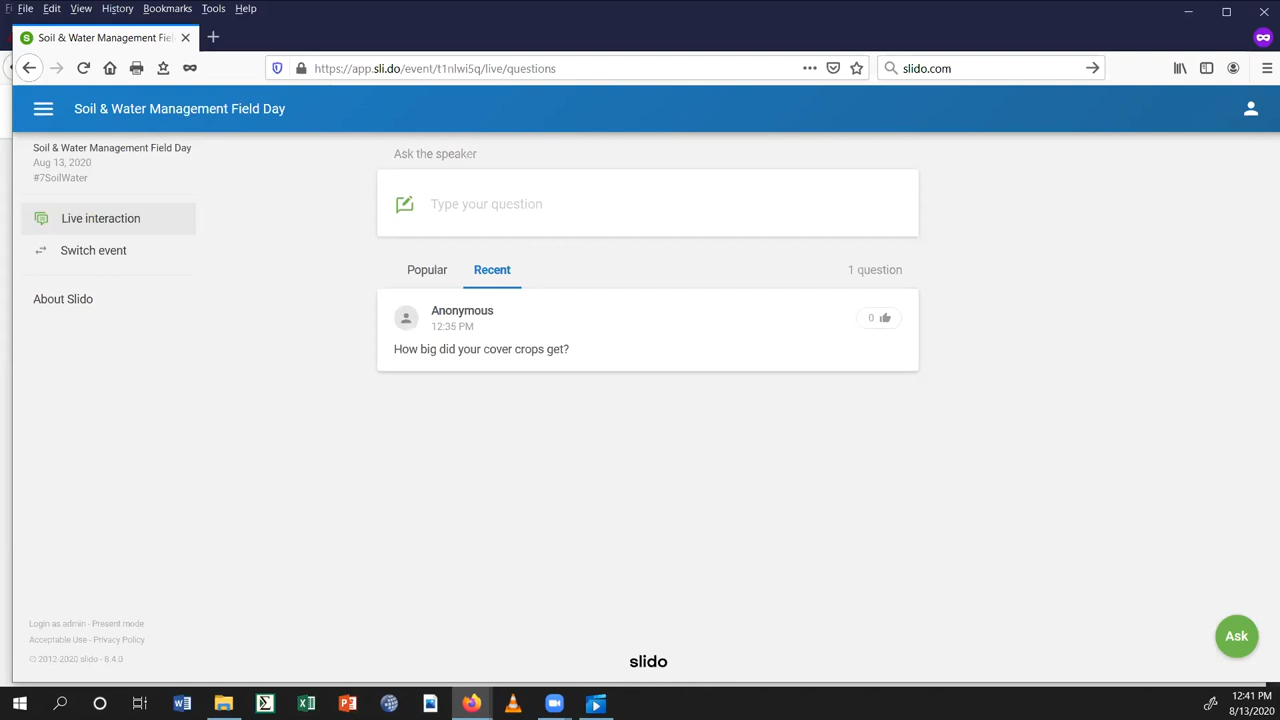 File Edit View History Bookmarks Tools Help
Soil & Water Management Fiel
https://app.sli.do/event/t1nlwi5q/live/questions
slido.com
Soil & Water Management Field Day
Soil & Water Management Field Day
Aug 13, 2020
#7SoilWater
Live interaction
Switch event
About Slido
Ask the speaker
Type your question
Popular Recent 1 question
Anonymous
12:35 PM
0
How big did your cover crops get?
Login as admin - Present mode
Acceptable Use - Privacy Policy
© 2012-2020 slido - 8.4.0
slido
Ask
12:41 PM
8/13/2020